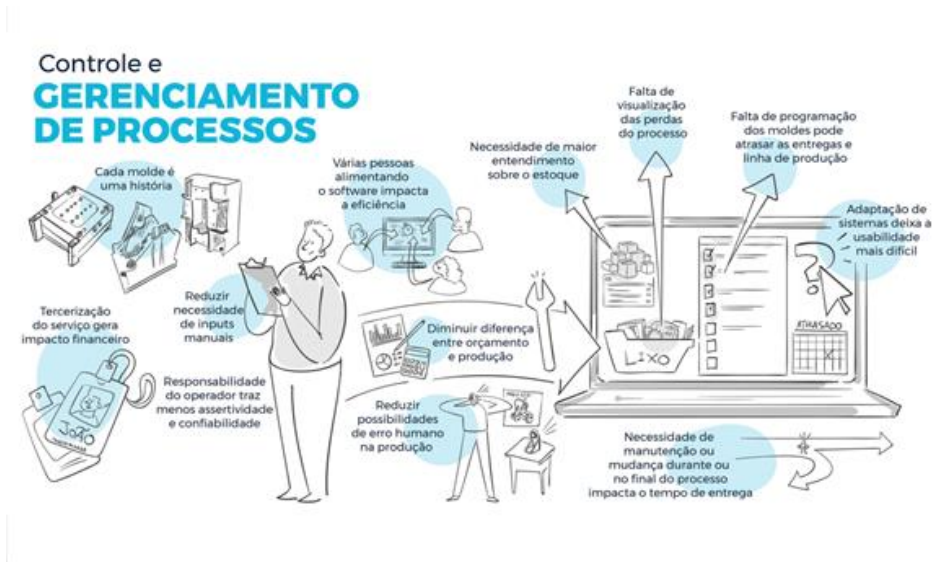 Controle e
GERENCIAMENTO
DE PROCESSOS
Cada molde é
uma história
Várias pessoas
alimentando
o software impacta
a eficiência
Necessidade de maior
entendimento
sobre o estoque
Falta de
visualização
das perdas
do processo
Falta de programação
dos moldes pode
atrasar as entregas e
linha de produção
Adaptação de
sistemas deixa a
usabilidade
mais difícil
Tercerização
do serviço gera
impacto financeiro
JOÃO
Reduzir
necessidade
de inputs
manuais
Responsabilidade
do operador traz
menos assertividade
e confiabilidade
Diminuir diferença
entre orçamento
e produção
Reduzir
possibilidades
de erro humano
na produção
LIXO
ATRASADO
Necessidade de
manutenção ou
mudança durante ou
no final do processo
impacta o tempo de entrega